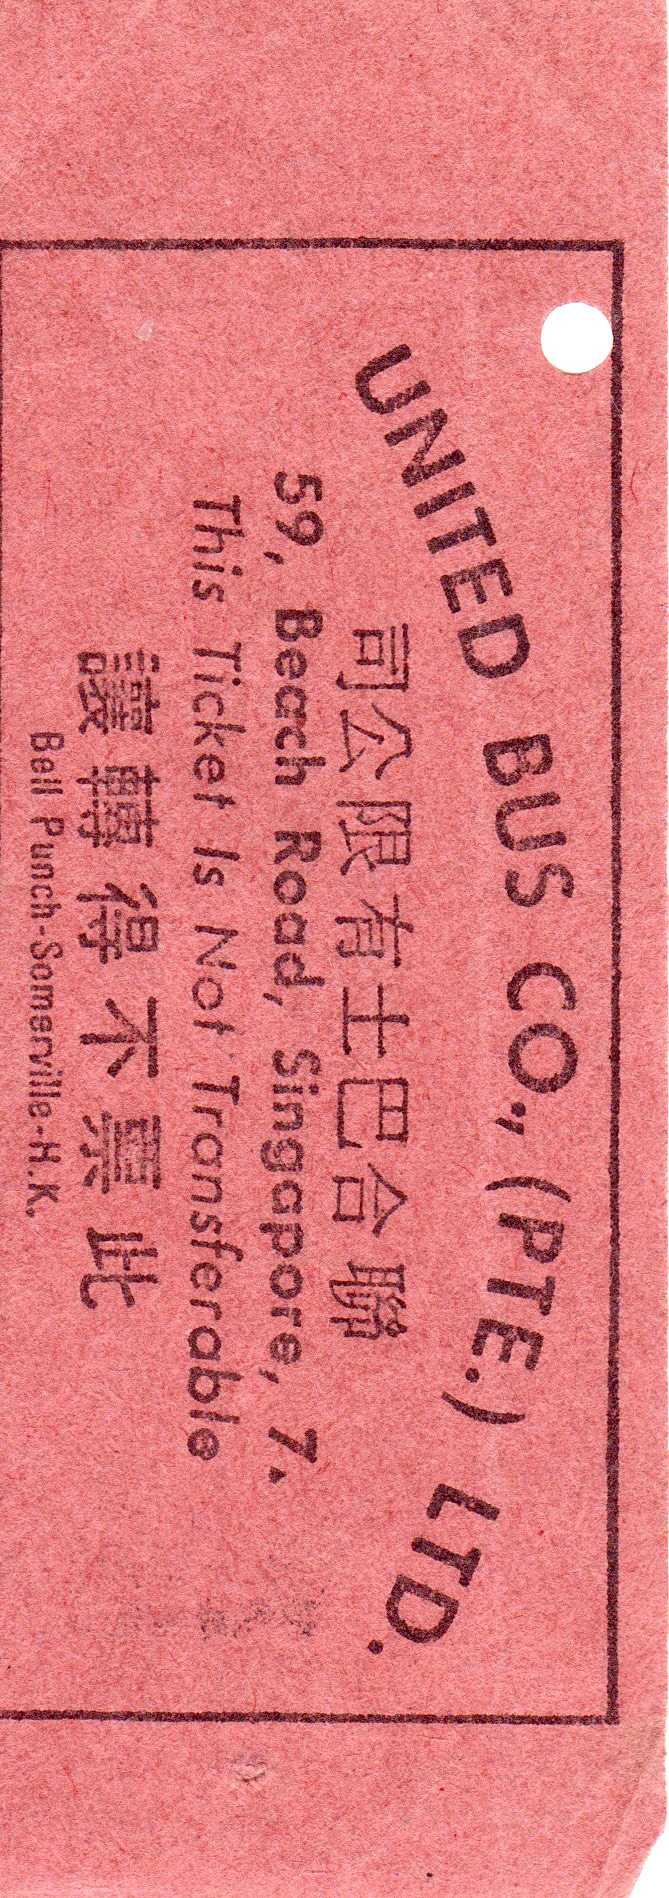 UNITED BUS CO., (PTE.) LTD.
聯合巴士有限公司
59, Beach Road, Singapore, 7.
This Ticket Is Not Transferable
此票不得轉讓
Bell Punch-Somerville-H.K.